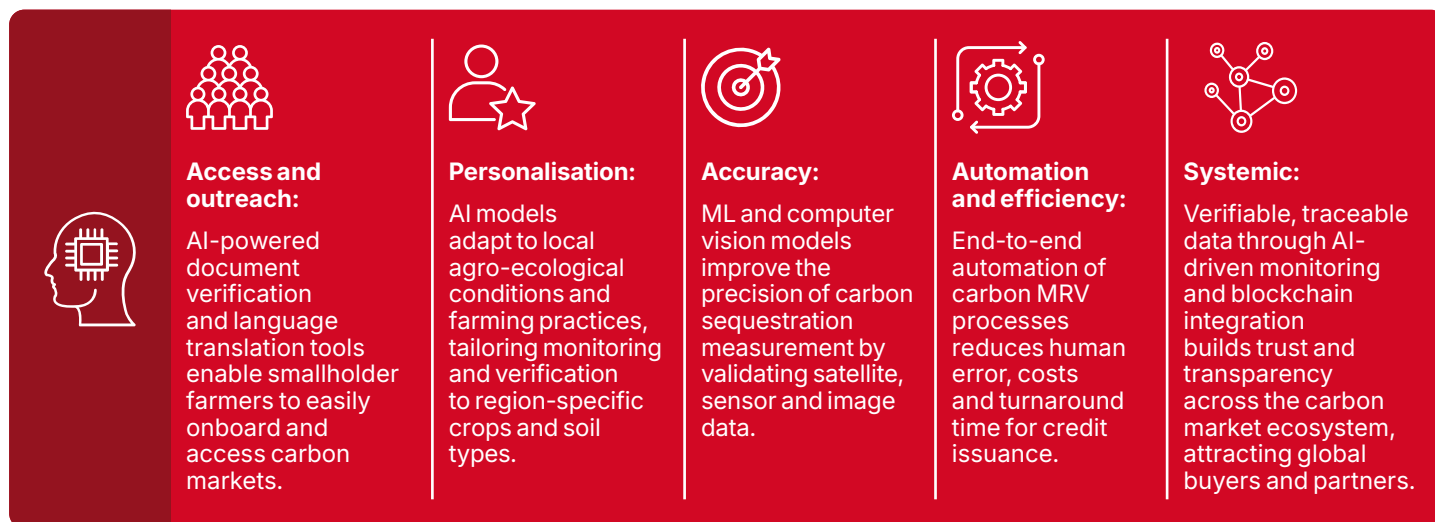 Access and
outreach:
AI-powered
document
verification
and language
translation tools
enable smallholder
farmers to easily
onboard and
access carbon
markets.
Personalisation:
AI models
adapt to local
agro-ecological
conditions and
farming practices,
tailoring monitoring
and verification
to region-specific
crops and soil
types.
Accuracy:
ML and computer
vision models
improve the
precision of carbon
sequestration
measurement by
validating satellite,
sensor and image
data.
Automation
and efficiency:
End-to-end
automation of
carbon MRV
processes
reduces human
error, costs
and turnaround
time for credit
issuance.
Systemic:
Verifiable, traceable
data through AI-
driven monitoring
and blockchain
integration
builds trust and
transparency
across the carbon
market ecosystem,
attracting global
buyers and partners.